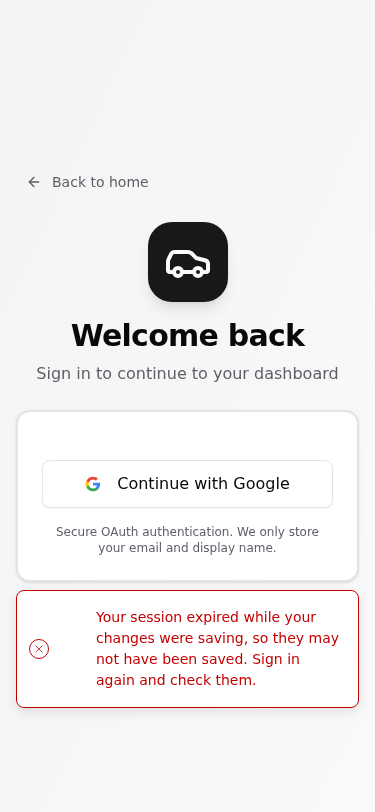 Back to home
Welcome back
Sign in to continue to your dashboard
Continue with Google
Secure OAuth authentication. We only store
your email and display name.
Your session expired while your
changes were saving, so they may
not have been saved. Sign in
again and check them.